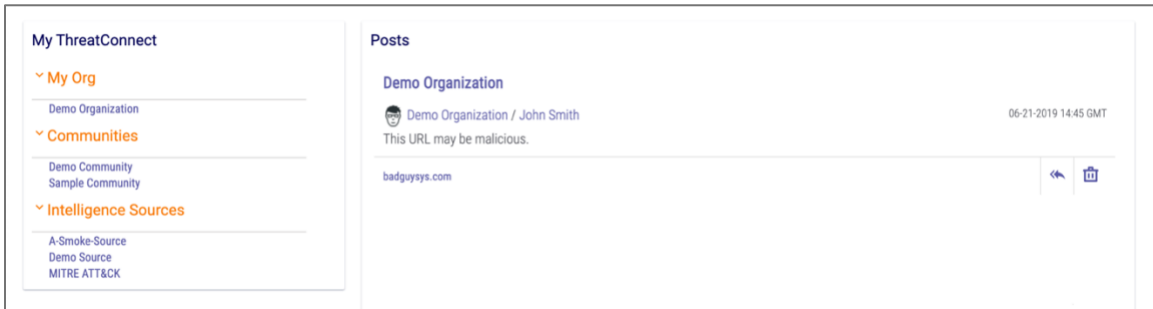 My ThreatConnect
My Org
Demo Organization
Communities
Demo Community
Sample Community
Intelligence Sources
A-Smoke-Source
Demo Source
MITRE ATT&CK
Posts
Demo Organization
Demo Organization / John Smith
06-21-2019 14:45 GMT
This URL may be malicious.
badguysys.com